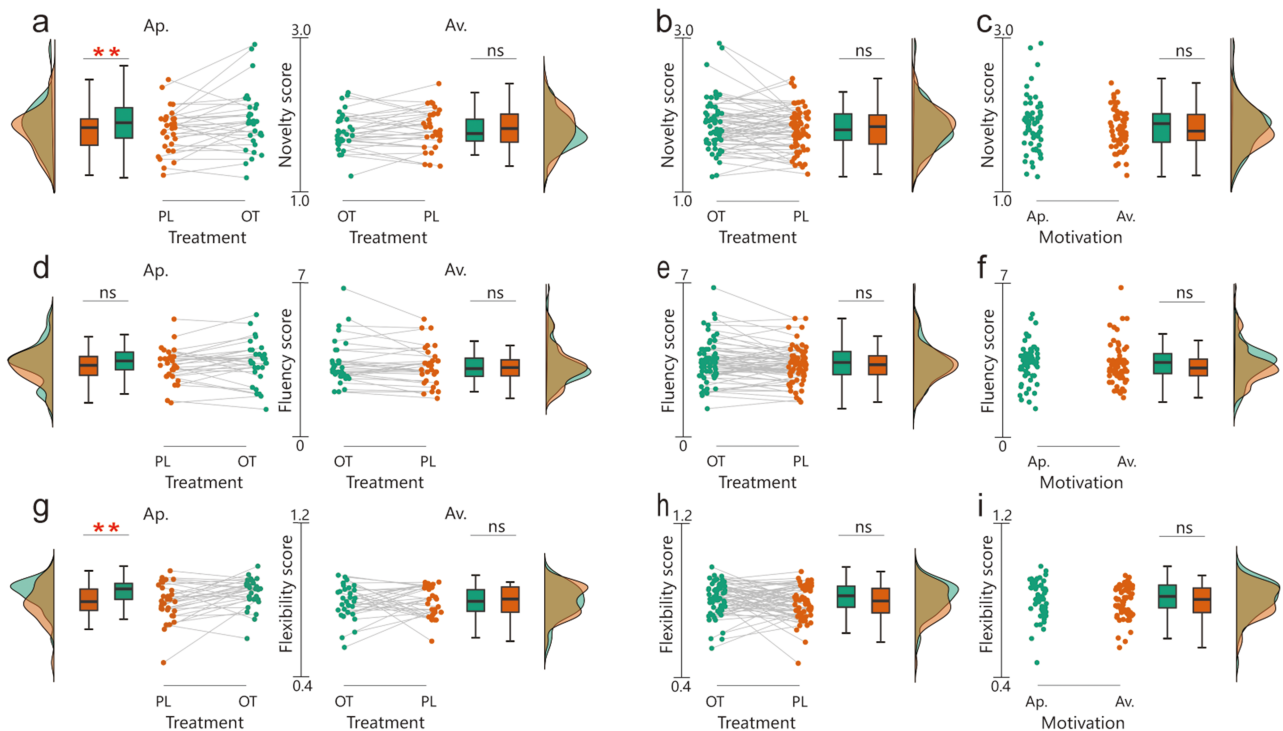 a Ap. 3.0 Av. b 3.0 c 3.0
** ns ns ns
Novelty score Novelty score Novelty score
1.0 1.0 1.0
PL OT OT PL OT PL Ap. Av.
Treatment Treatment Treatment Motivation
d Ap. 7 Av. e 7 f 7
ns ns ns ns
Fluency score Fluency score Fluency score
0 0 0
PL OT OT PL OT PL Ap. Av.
Treatment Treatment Treatment Motivation
g Ap. 1.2 Av. h 1.2 i 1.2
** ns ns ns
Flexibility score Flexibility score Flexibility score
0.4 0.4 0.4
PL OT OT PL OT PL Ap. Av.
Treatment Treatment Treatment Motivation